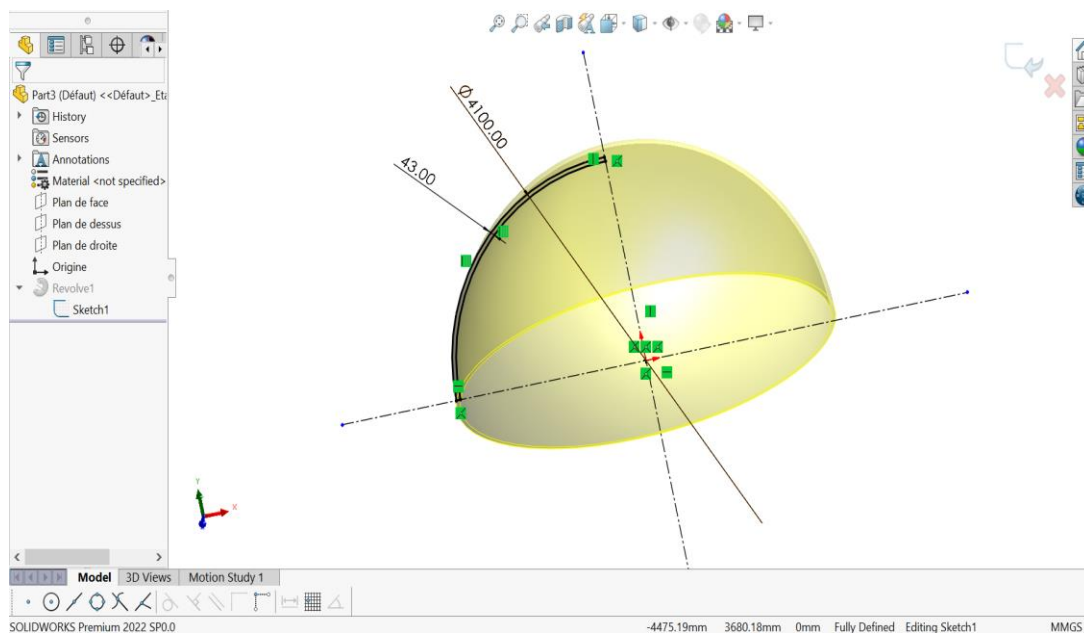 Part3 (Défaut) <<Défaut>_Eta
History
Sensors
Annotations
Material <not specified>
Plan de face
Plan de dessus
Plan de droite
Origine
Revolve1
Sketch1
Ø4100.00
43.00
Y
X
Model 3D Views Motion Study 1
SOLIDWORKS Premium 2022 SP0.0 -4475.19mm 3680.18mm 0mm Fully Defined Editing Sketch1 MMGS